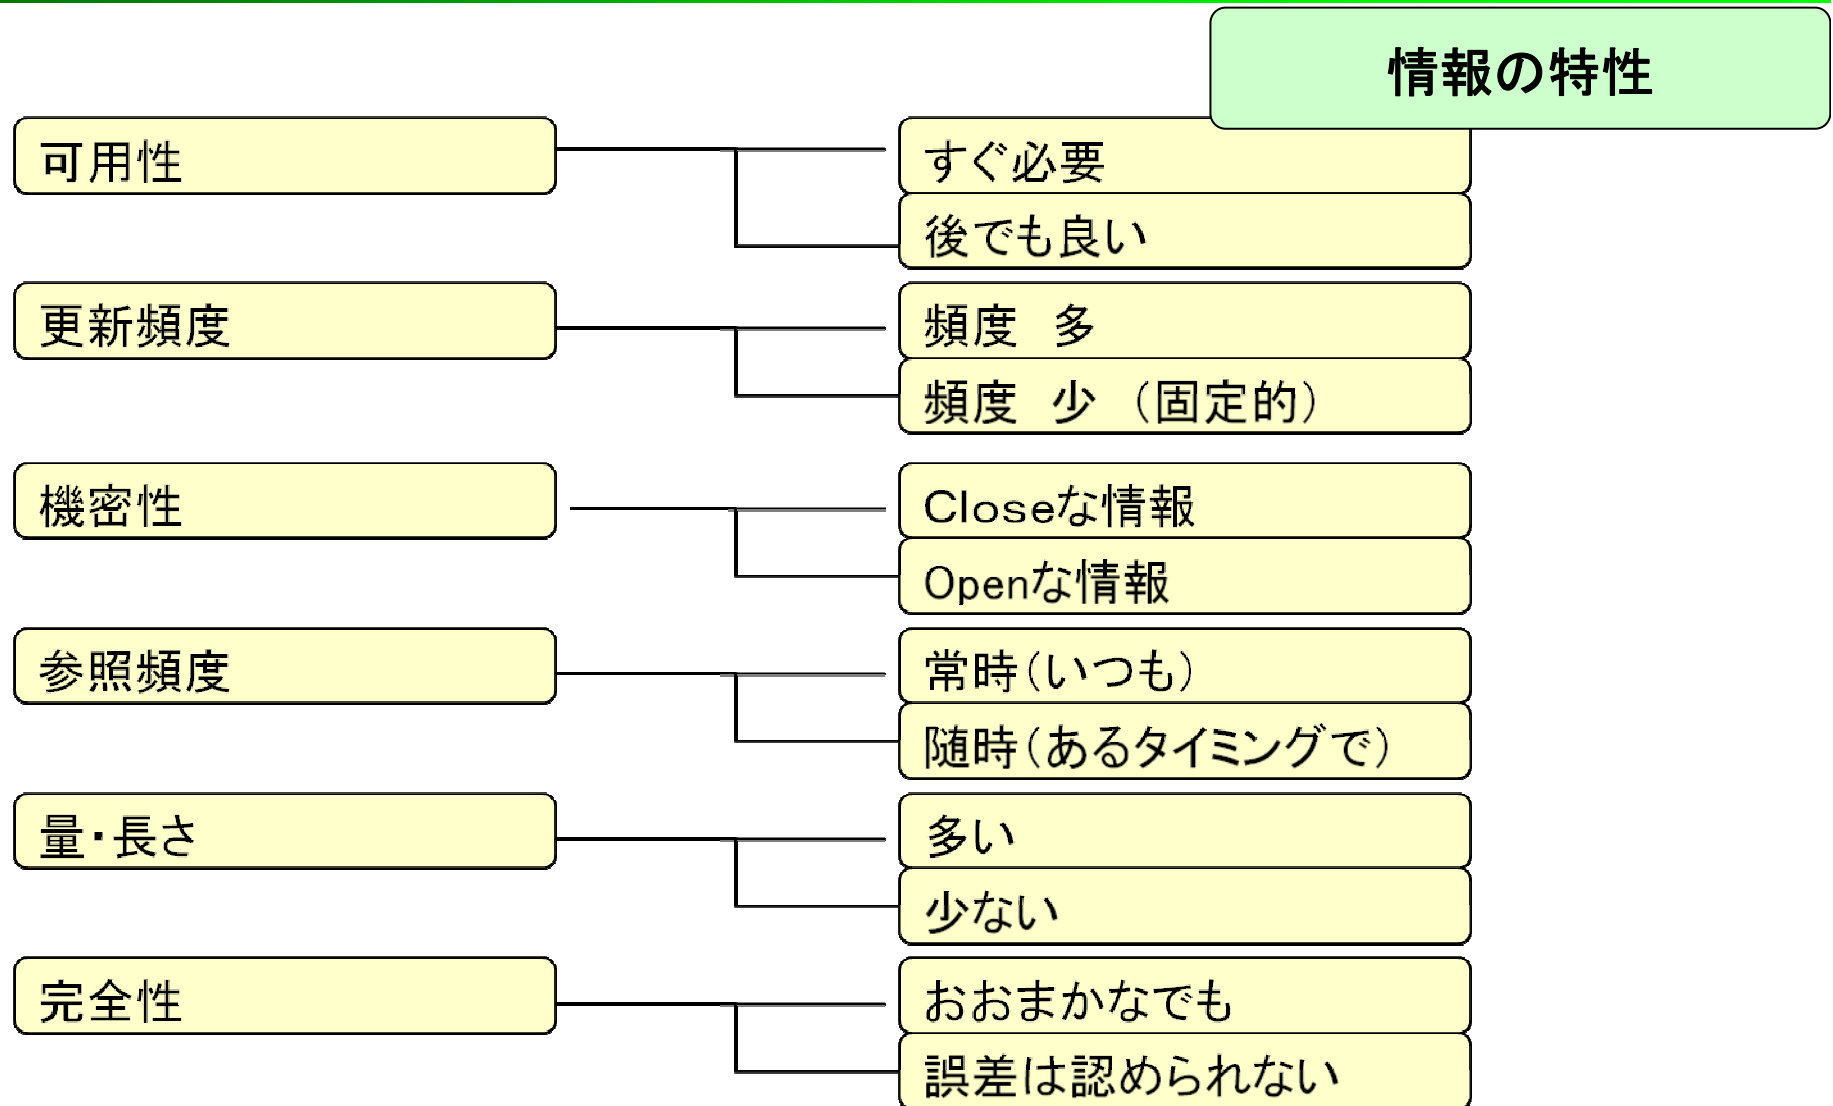 情報の特性
可用性
すぐ必要
後でも良い
更新頻度
頻度　多
頻度　少　（固定的）
機密性
Ｃｌｏｓｅな情報
Openな情報
参照頻度
常時（いつも）
随時（あるタイミングで）
量・長さ
多い
少ない
完全性
おおまかなでも
誤差は認められない